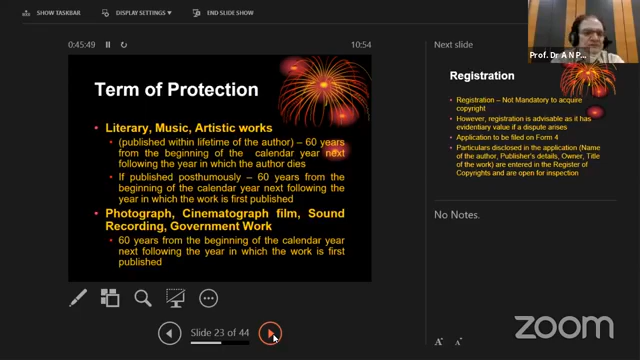 SHOW TASKBAR
DISPLAY SETTINGS ▾
END SLIDE SHOW
0:45:49
10:54
Term of Protection
• Literary, Music, Artistic works
• (published within lifetime of the author) – 60 years
from the beginning of the calendar year next
following the year in which the author dies
• If published posthumously – 60 years from the
beginning of the calendar year next following the
year in which the work is first published
• Photograph, Cinematograph film, Sound
Recording, Government Work
• 60 years from the beginning of the calendar year
next following the year in which the work is first
published
Slide 23 of 44
Next slide
Prof. Dr A N P...
Registration
• Registration – Not Mandatory to acquire
copyright
• However, registration is advisable as it has
evidentiary value if a dispute arises
• Application to be filed on Form 4
• Particulars disclosed in the application (Name
of the author, Publisher's details, Owner, Title
of the work) are entered in the Register of
Copyrights and are open for inspection
No Notes.
A A
zoom